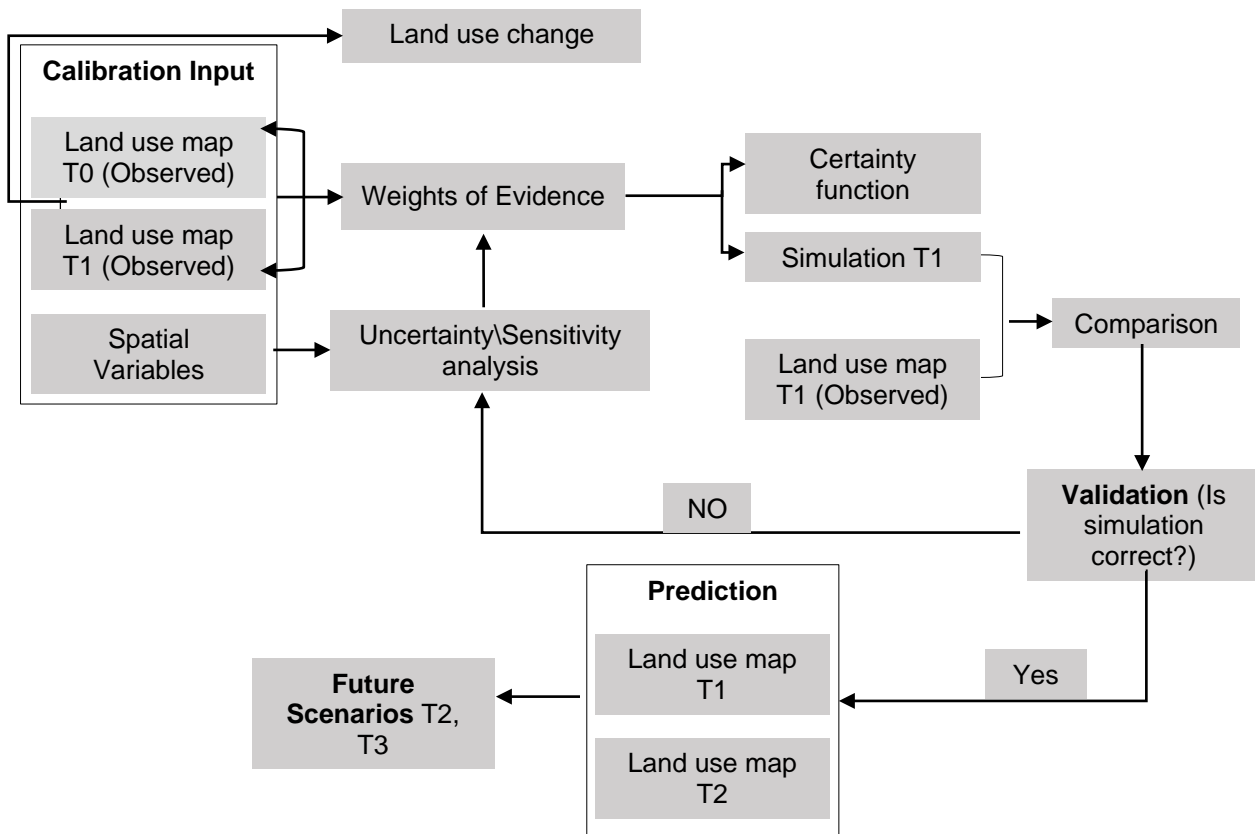 Land use change
Calibration Input
Land use map
T0 (Observed)
Land use map
T1 (Observed)
Spatial
Variables
Weights of Evidence
Uncertainty\Sensitivity
analysis
Certainty
function
Simulation T1
Land use map
T1 (Observed)
Comparison
Validation (Is
simulation
correct?)
NO
Yes
Prediction
Land use map
T1
Land use map
T2
Future
Scenarios T2,
T3